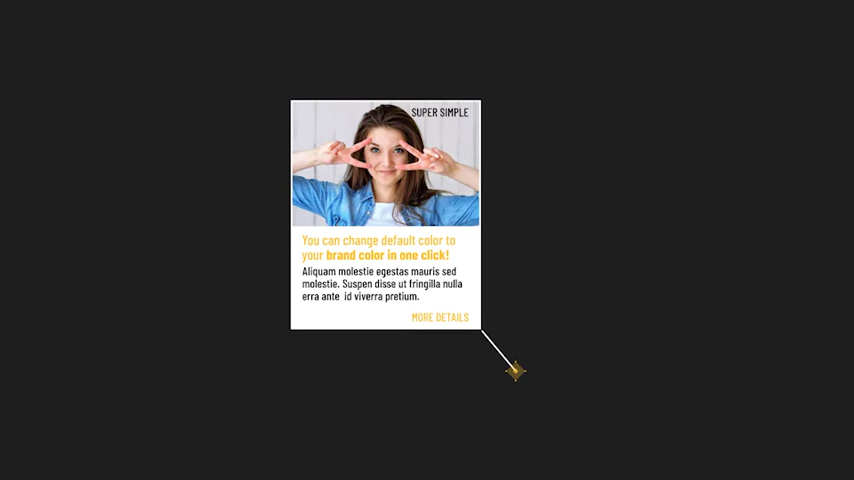 SUPER SIMPLE
You can change default color to
your brand color in one click!
Aliquam molestie egestas mauris sed
molestie. Suspen disse ut fringilla nulla
erra ante id viverra pretium.
MORE DETAILS